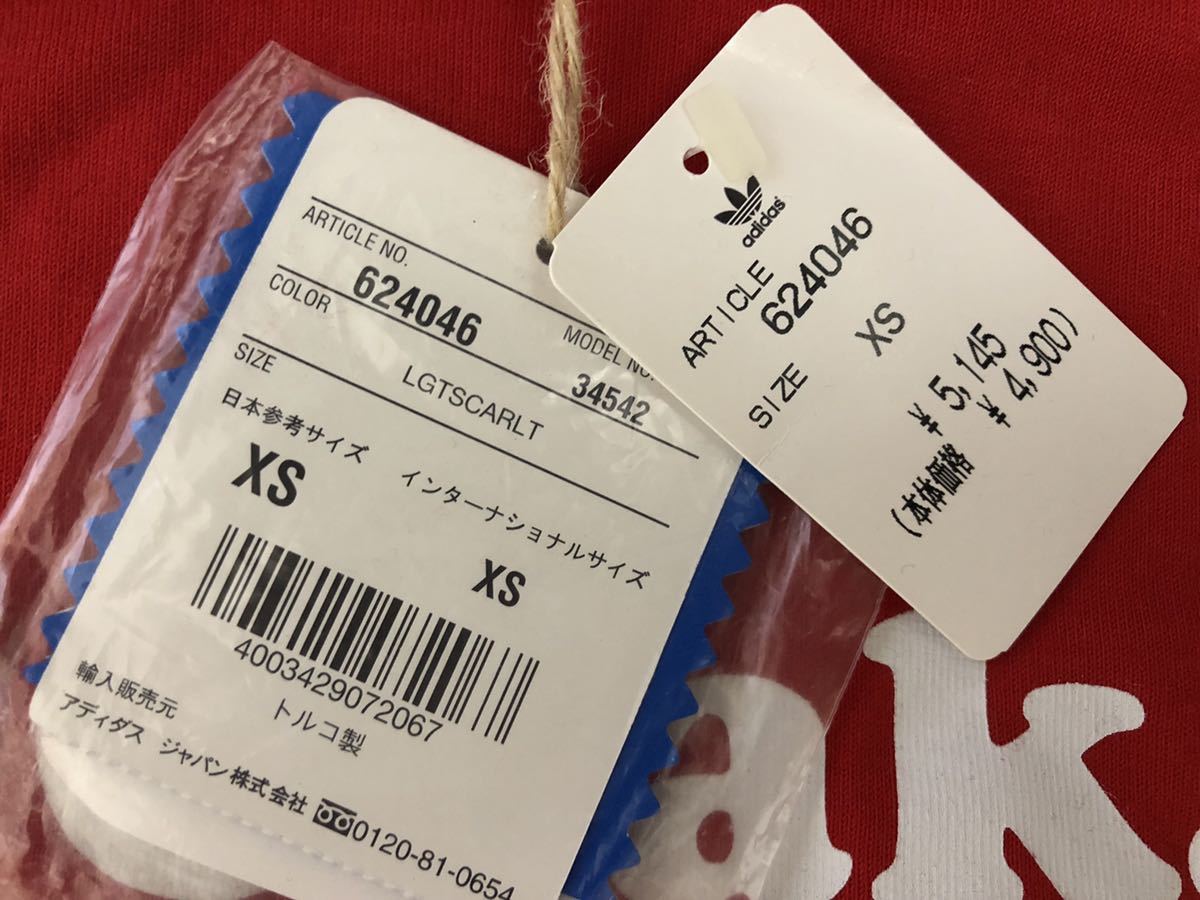 ARTICLE NO.
624046
MODEL NO.
34542
COLOR
LGTSCARLT
SIZE
日本参考サイズ
インターナショナルサイズ
XS
XS
4003429072067
トルコ製
輸入販売元
アディダス ジャパン株式会社 0120-81-0654
adidas
ARTICLE
624046
SIZE XS
¥ 5,145
(本体価格 ¥ 4,900)
k